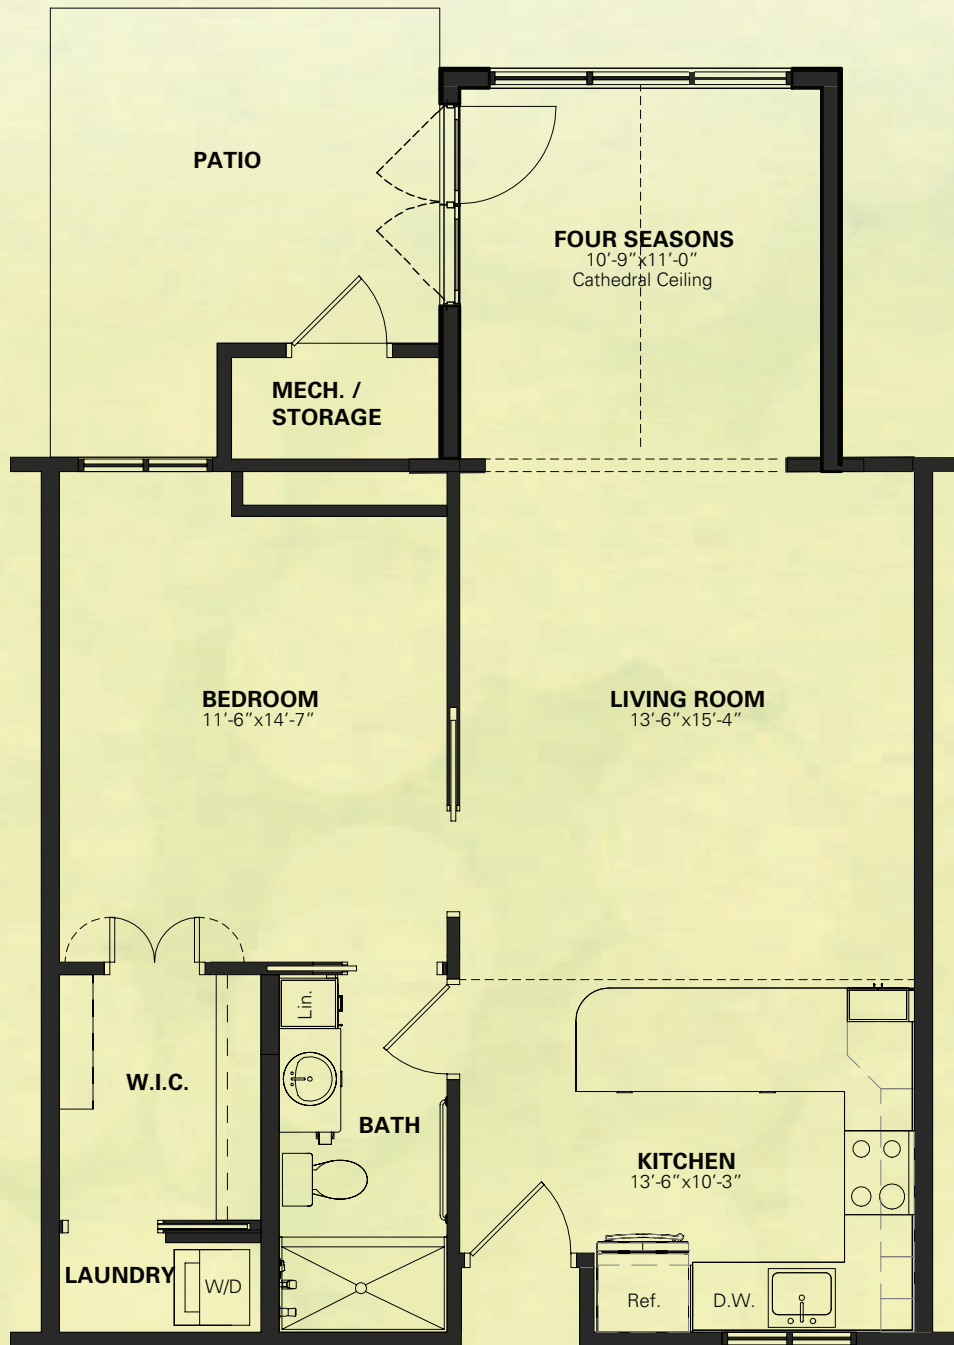 PATIO
FOUR SEASONS
10'-9"x11'-0"
Cathedral Ceiling
MECH. /
STORAGE
BEDROOM
11'-6"x14'-7"
LIVING ROOM
13'-6"x15'-4"
Lin.
W.I.C.
BATH
KITCHEN
13'-6"x10'-3"
LAUNDRY
W/D
Ref.
D.W.